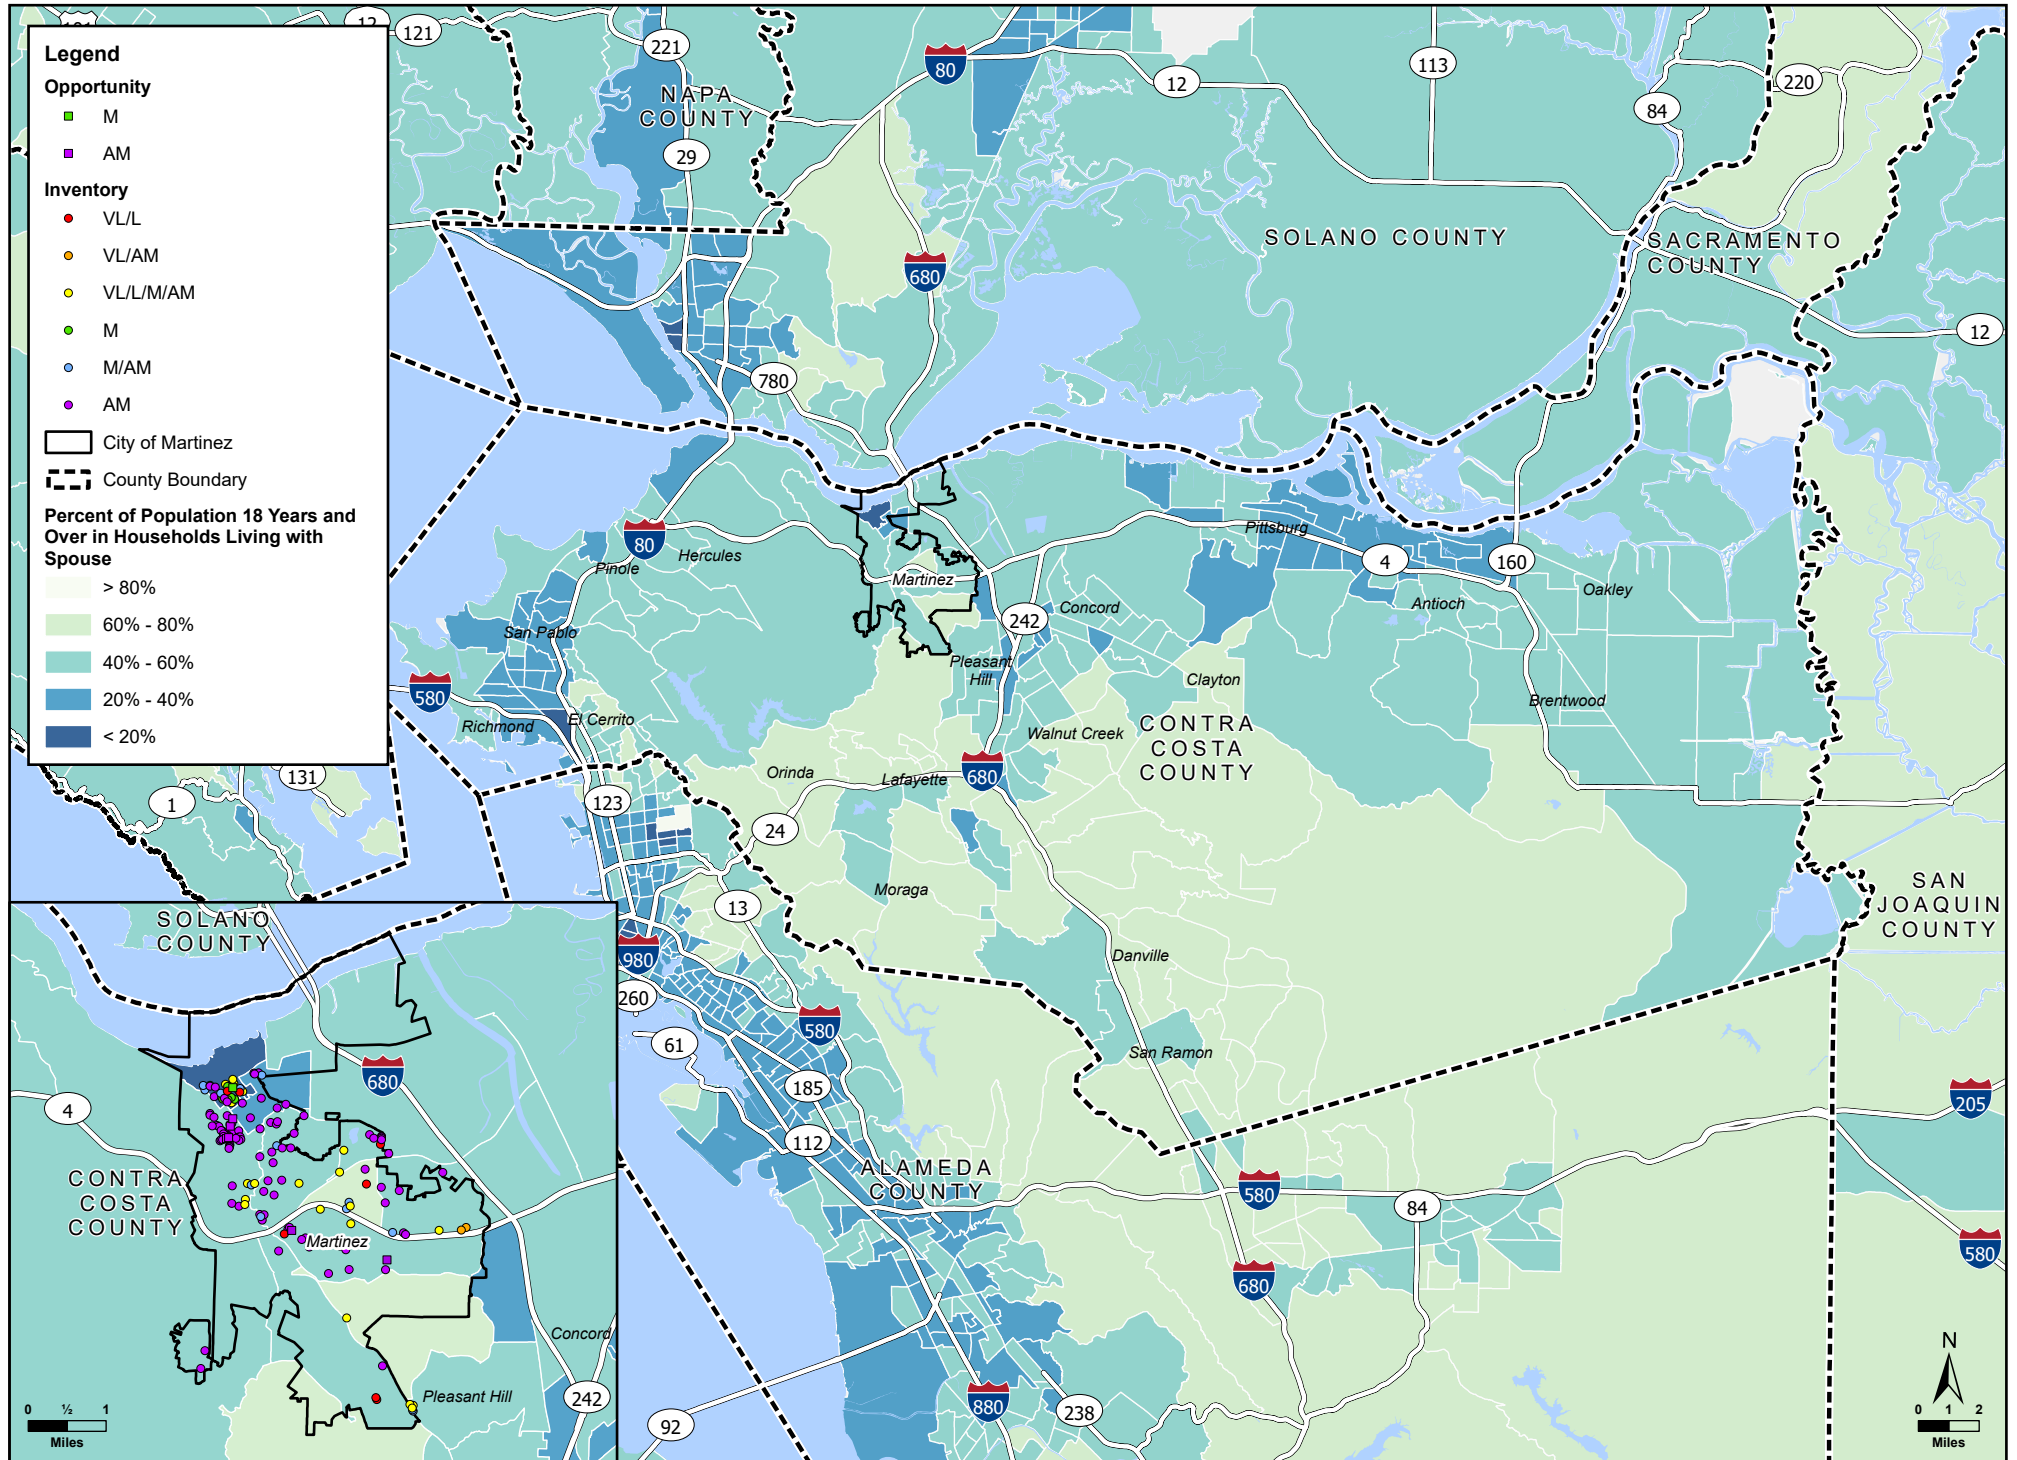 Legend
Opportunity
M
AM
Inventory
VL/L
VL/AM
VL/L/M/AM
M
M/AM
AM
City of Martinez
County Boundary
Percent of Population 18 Years and
Over in Households Living with
Spouse
> 80%
60% - 80%
40% - 60%
20% - 40%
< 20%
12
121
221
80
12
113
84
220
NAPA
COUNTY
29
SOLANO COUNTY
SACRAMENTO
COUNTY
680
12
780
80
Hercules
Pinole
Martinez
Pittsburg
4
160
Oakley
Antioch
Concord
242
San Pablo
Pleasant
Hill
Clayton
580
Richmond
El Cerrito
Brentwood
Walnut Creek
CONTRA
COSTA
COUNTY
Orinda
Lafayette
680
131
1
123
24
Moraga
13
SAN
JOAQUIN
COUNTY
980
Danville
260
580
61
San Ramon
185
205
112
ALAMEDA
COUNTY
580
84
580
680
880
238
92
N
0 1 2
Miles
SOLANO
COUNTY
680
4
CONTRA
COSTA
COUNTY
Martinez
Concord
Pleasant Hill
242
0 ½ 1
Miles